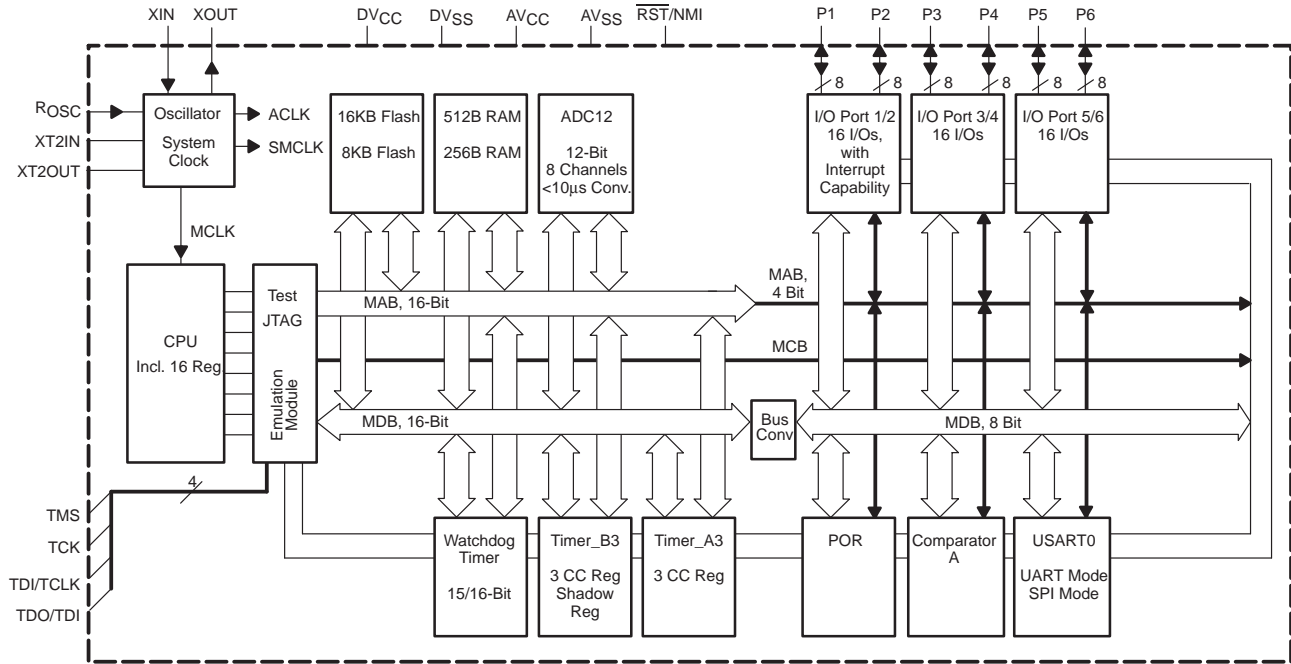 XIN XOUT DVCC DVSS AVCC AVSS RST/NMI P1 P2 P3 P4 P5 P6
8 8 8 8 8 8
ROSC
XT2IN
XT2OUT
Oscillator
System
Clock
ACLK
SMCLK
MCLK
16KB Flash
8KB Flash
512B RAM
256B RAM
ADC12
12-Bit
8 Channels
<10μs Conv.
I/O Port 1/2
16 I/Os,
with
Interrupt
Capability
I/O Port 3/4
16 I/Os
I/O Port 5/6
16 I/Os
CPU
Incl. 16 Reg.
Test
JTAG
Emulation
Module
MAB, 16-Bit
MAB,
4 Bit
MCB
MDB, 16-Bit
Bus
Conv
MDB, 8 Bit
4
TMS
TCK
TDI/TCLK
TDO/TDI
Watchdog
Timer
15/16-Bit
Timer_B3
3 CC Reg
Shadow
Reg
Timer_A3
3 CC Reg
POR
Comparator
A
USART0
UART Mode
SPI Mode